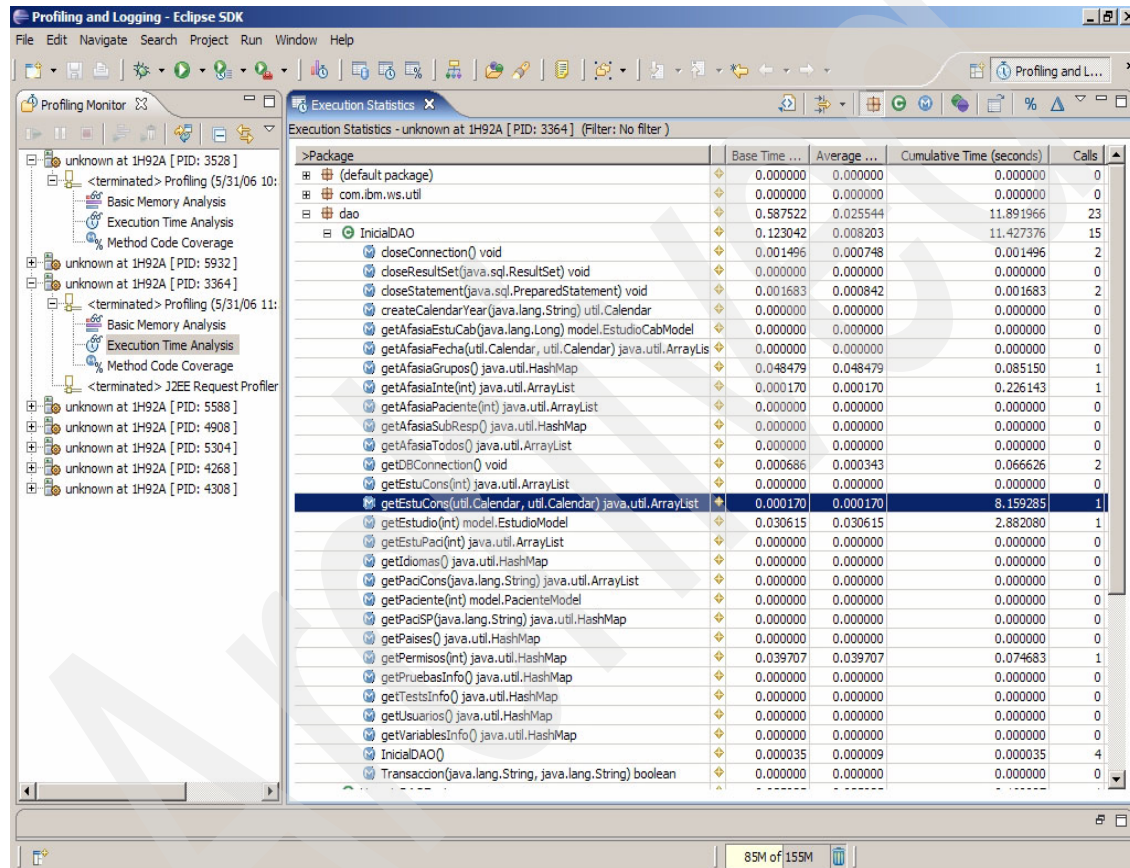 Profiling and Logging - Eclipse SDK
File Edit Navigate Search Project Run Window Help
Profiling and L...
Profiling Monitor
unknown at 1H92A [ PID: 3528 ]
<terminated> Profiling (5/31/06 10:
Basic Memory Analysis
Execution Time Analysis
Method Code Coverage
unknown at 1H92A [ PID: 5932 ]
unknown at 1H92A [ PID: 3364 ]
<terminated> Profiling (5/31/06 11:
Basic Memory Analysis
Execution Time Analysis
Method Code Coverage
<terminated> J2EE Request Profiler
unknown at 1H92A [ PID: 5588 ]
unknown at 1H92A [ PID: 4908 ]
unknown at 1H92A [ PID: 5304 ]
unknown at 1H92A [ PID: 4268 ]
unknown at 1H92A [ PID: 4308 ]
Execution Statistics
Execution Statistics - unknown at 1H92A [ PID: 3364 ] (Filter: No filter )
>Package Base Time ... Average ... Cumulative Time (seconds) Calls
(default package) 0.000000 0.000000 0.000000 0
com.ibm.ws.util 0.000000 0.000000 0.000000 0
dao 0.587522 0.025544 11.891966 23
InicialDAO 0.123042 0.008203 11.427376 15
closeConnection() void 0.001496 0.000748 0.001496 2
closeResultSet(java.sql.ResultSet) void 0.000000 0.000000 0.000000 0
closeStatement(java.sql.PreparedStatement) void 0.001683 0.000842 0.001683 2
createCalendarYear(java.lang.String) util.Calendar 0.000000 0.000000 0.000000 0
getAfasiaEstuCab(java.lang.Long) model.EstudioCabModel 0.000000 0.000000 0.000000 0
getAfasiaFecha(util.Calendar, util.Calendar) java.util.ArrayLis 0.000000 0.000000 0.000000 0
getAfasiaGrupos() java.util.HashMap 0.048479 0.048479 0.085150 1
getAfasiaInte(int) java.util.ArrayList 0.000170 0.000170 0.226143 1
getAfasiaPaciente(int) java.util.ArrayList 0.000000 0.000000 0.000000 0
getAfasiaSubResp() java.util.HashMap 0.000000 0.000000 0.000000 0
getAfasiaTodos() java.util.ArrayList 0.000000 0.000000 0.000000 0
getDBConnection() void 0.000686 0.000343 0.066626 2
getEstuCons(int) java.util.ArrayList 0.000000 0.000000 0.000000 0
getEstuCons(util.Calendar, util.Calendar) java.util.ArrayList 0.000170 0.000170 8.159285 1
getEstudio(int) model.EstudioModel 0.030615 0.030615 2.882080 1
getEstuPaci(int) java.util.ArrayList 0.000000 0.000000 0.000000 0
getIdiomas() java.util.HashMap 0.000000 0.000000 0.000000 0
getPaciCons(java.lang.String) java.util.ArrayList 0.000000 0.000000 0.000000 0
getPaciente(int) model.PacienteModel 0.000000 0.000000 0.000000 0
getPaciSP(java.lang.String) java.util.HashMap 0.000000 0.000000 0.000000 0
getPaises() java.util.HashMap 0.000000 0.000000 0.000000 0
getPermisos(int) java.util.HashMap 0.039707 0.039707 0.074683 1
getPruebasInfo() java.util.HashMap 0.000000 0.000000 0.000000 0
getTestsInfo() java.util.HashMap 0.000000 0.000000 0.000000 0
getUsuarios() java.util.HashMap 0.000000 0.000000 0.000000 0
getVariablesInfo() java.util.HashMap 0.000000 0.000000 0.000000 0
InicialDAO() 0.000035 0.000009 0.000035 4
Transaccion(java.lang.String, java.lang.String) boolean 0.000000 0.000000 0.000000 0
85M of 155M